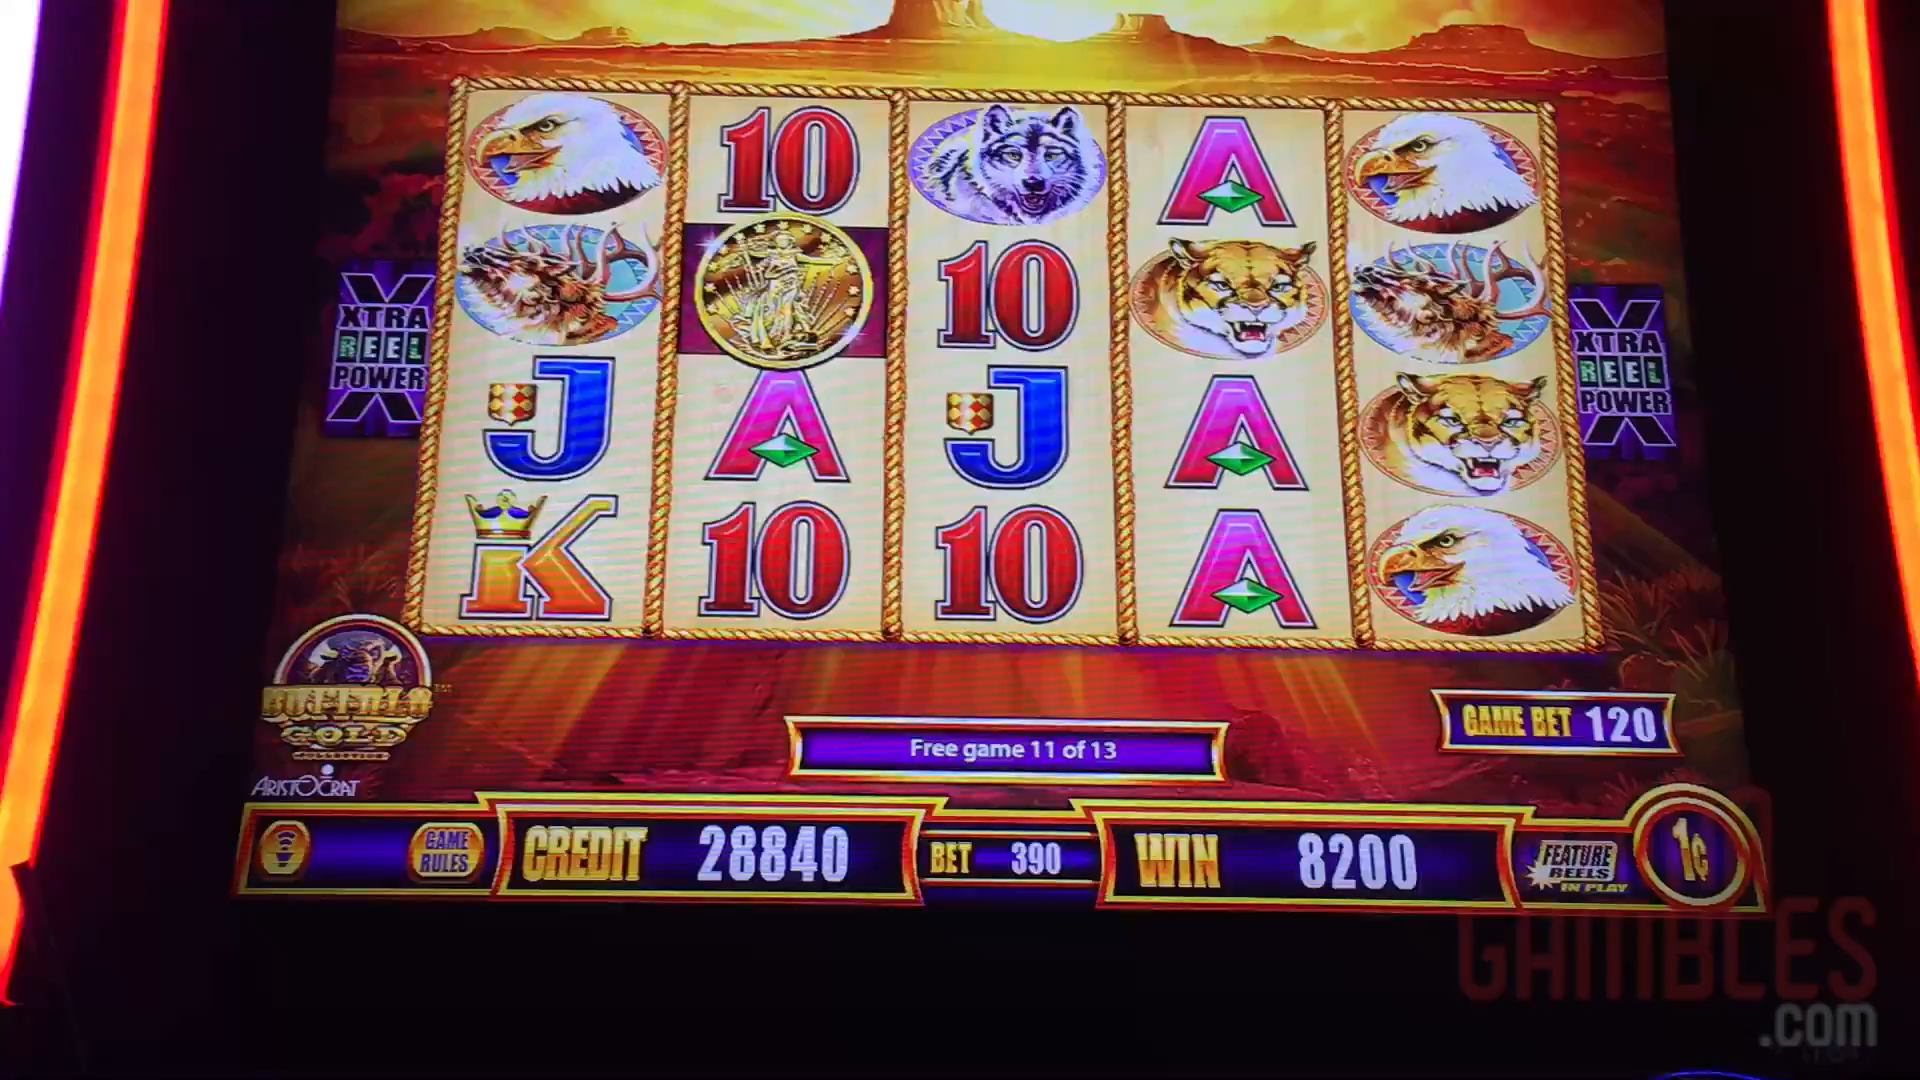 10
A
XTRA
REEL
POWER
X
10
J
A
J
A
K
10
10
A
XTRA
REEL
POWER
X
BUFFALO
GOLD
COLLECTION
ARISTOCRAT
Free game 11 of 13
GAME BET 120
GAME
RULES
CREDIT 28840
BET 390
WIN 8200
FEATURE
REELS
IN PLAY
1¢
GAMBLES
.com